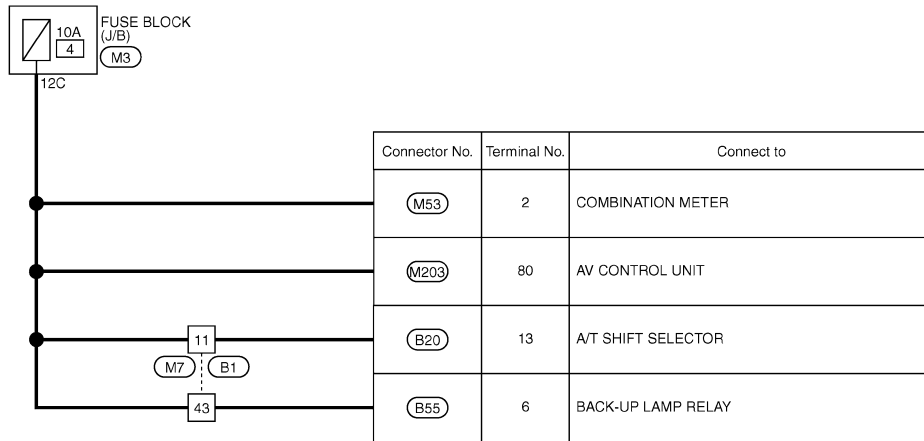 10A
4
FUSE BLOCK
(J/B)
M3
12C
Connector No. Terminal No. Connect to
M53 2 COMBINATION METER
M203 80 AV CONTROL UNIT
11 B20 13 A/T SHIFT SELECTOR
M7 B1
43 B55 6 BACK-UP LAMP RELAY